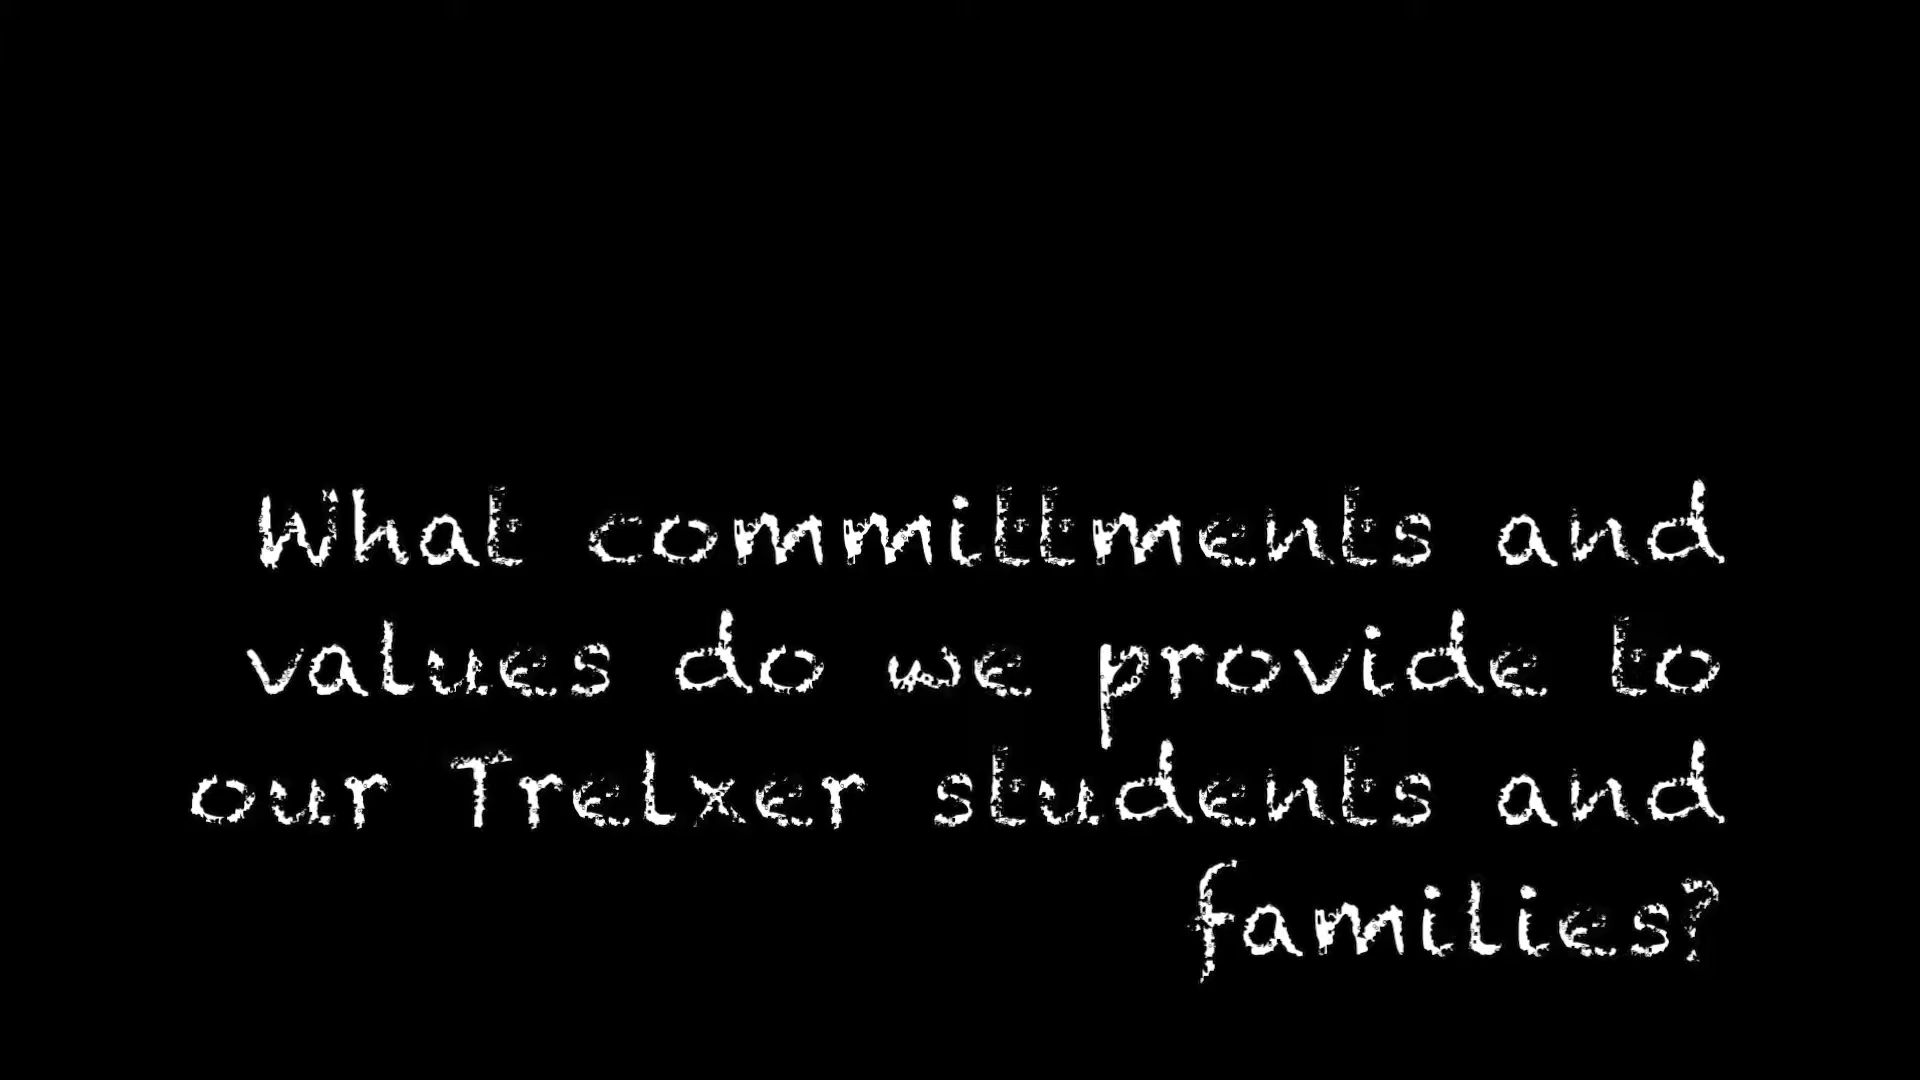 What committments and
values do we provide to
our Trelxer students and
families?